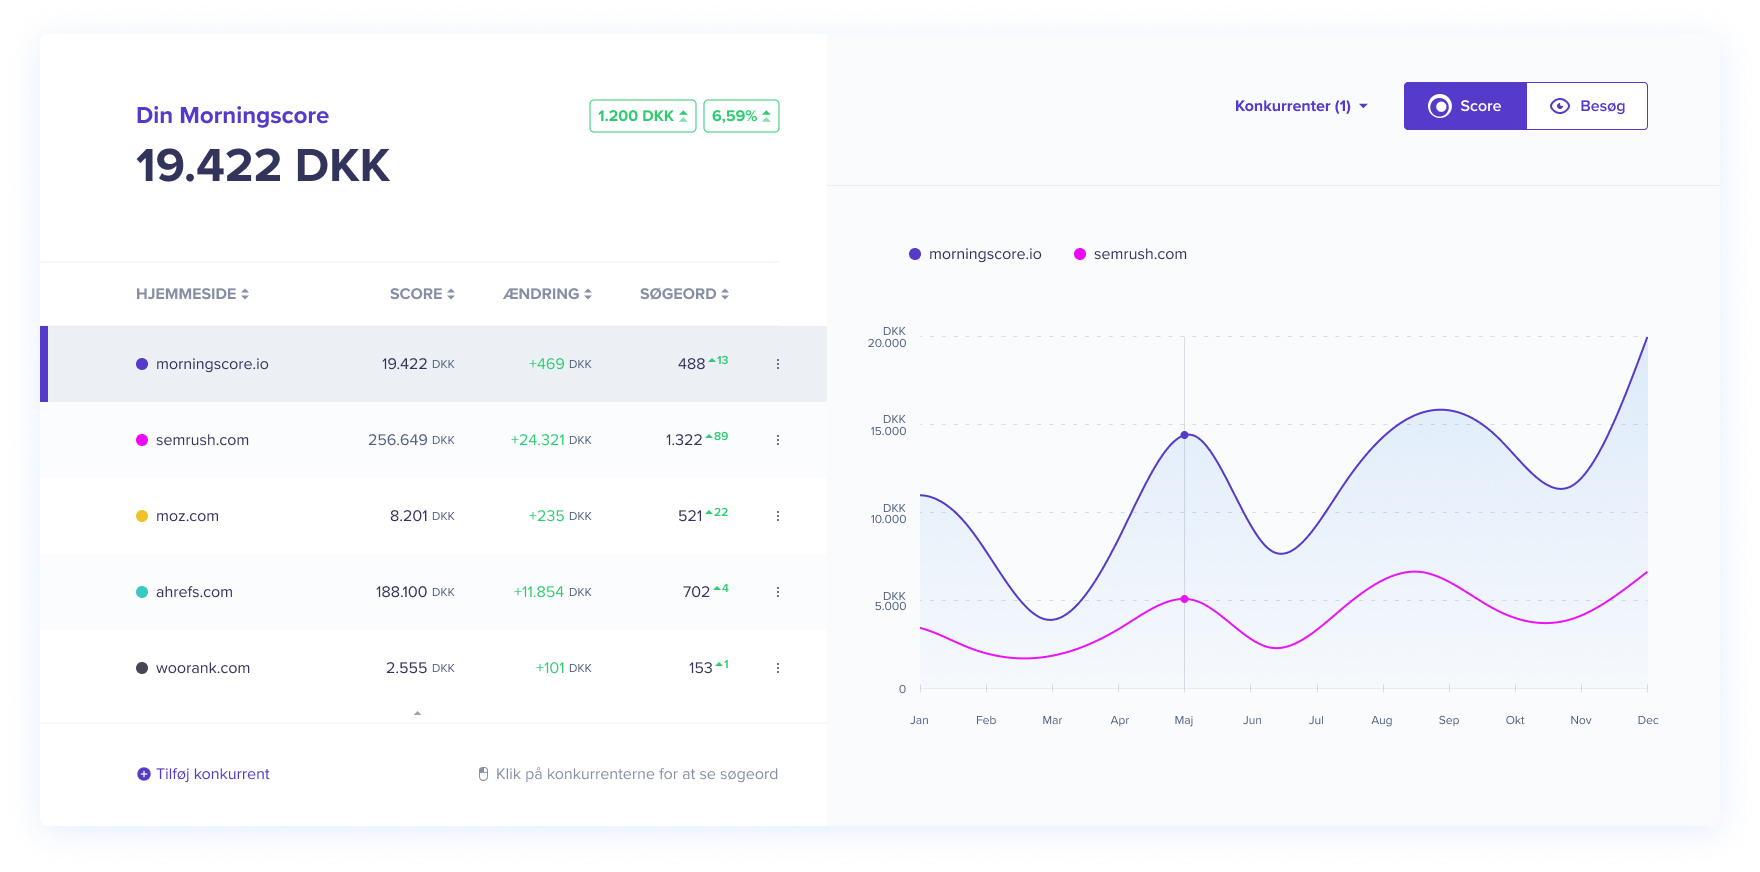 Din Morningscore
1.200 DKK
6,59%
19.422 DKK
HJEMMESIDE SCORE ÆNDRING SØGEORD
morningscore.io 19.422 DKK +469 DKK 488 13
semrush.com 256.649 DKK +24.321 DKK 1.322 89
moz.com 8.201 DKK +235 DKK 521 22
ahrefs.com 188.100 DKK +11.854 DKK 702 4
woorank.com 2.555 DKK +101 DKK 153 1
Tilføj konkurrent
Klik på konkurrenterne for at se søgeord
Konkurrenter (1)
Score
Besøg
morningscore.io semrush.com
DKK
20.000
DKK
15.000
DKK
10.000
DKK
5.000
0
Jan Feb Mar Apr Maj Jun Jul Aug Sep Okt Nov Dec